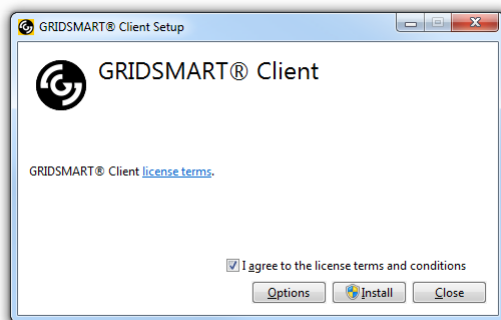 GRIDSMART® Client Setup
GRIDSMART® Client
GRIDSMART® Client license terms.
I agree to the license terms and conditions
Options Install Close